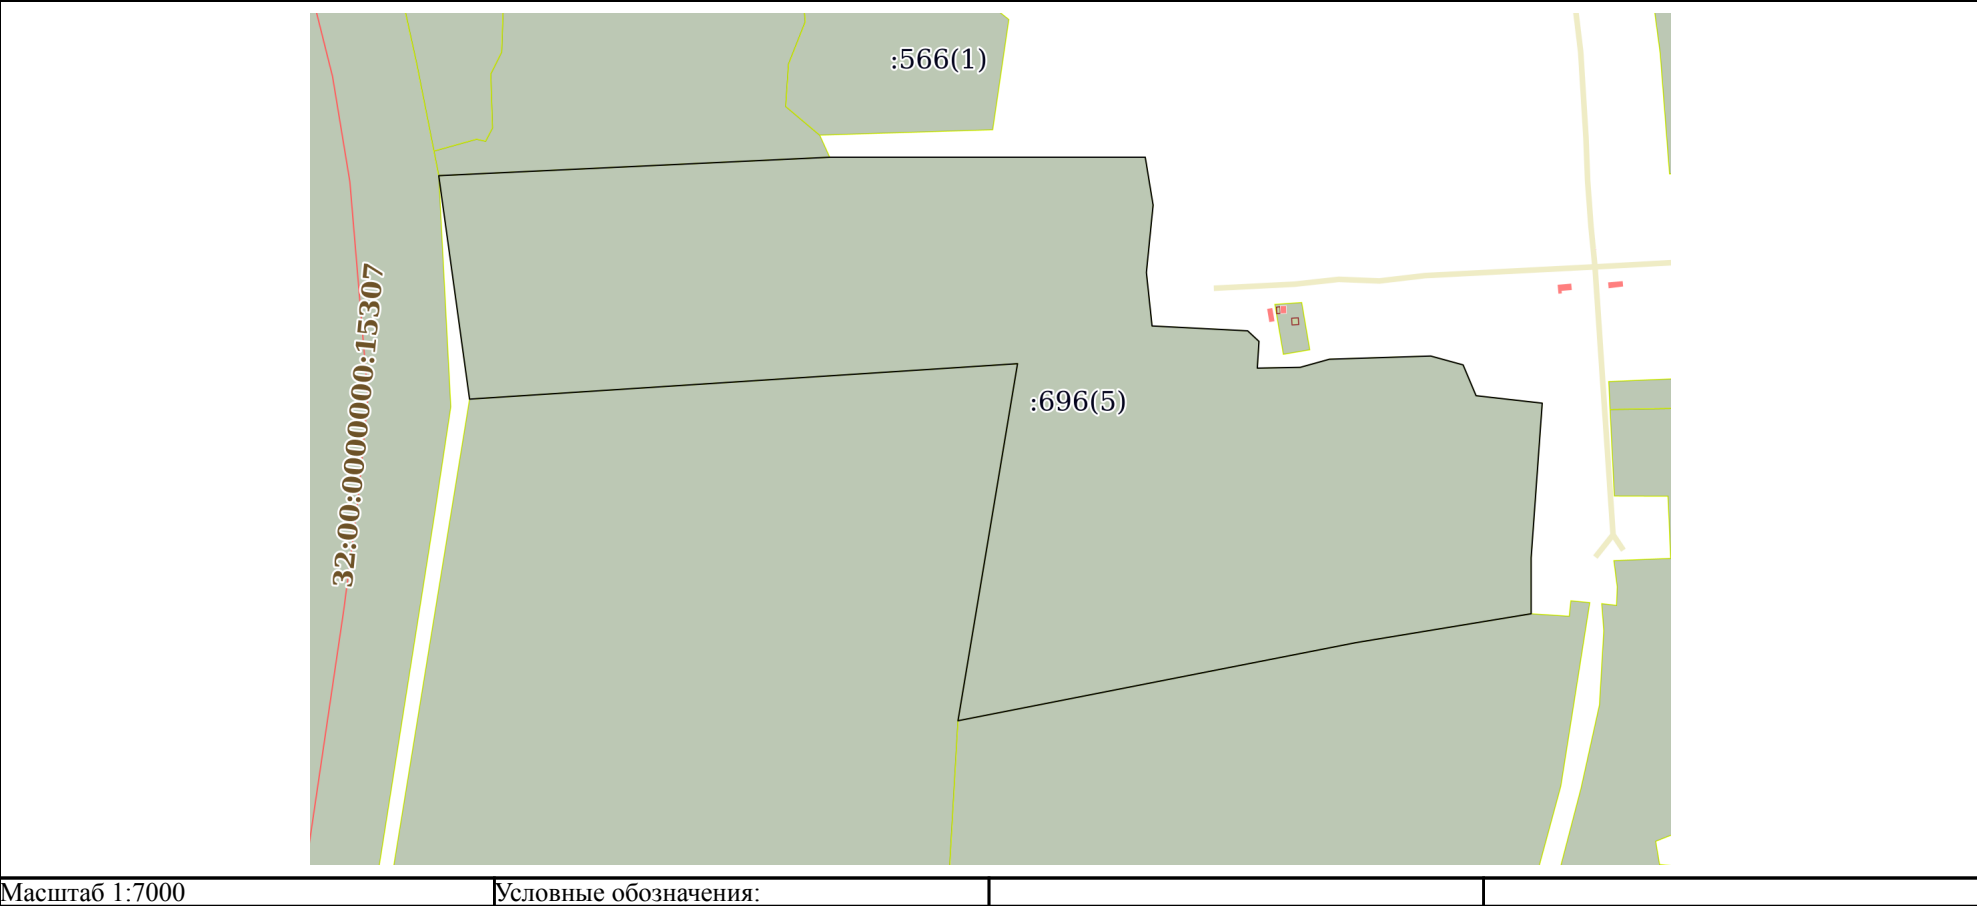 :566(1)
32:00:0000000:15307
:696(5)
Масштаб 1:7000
Условные обозначения: